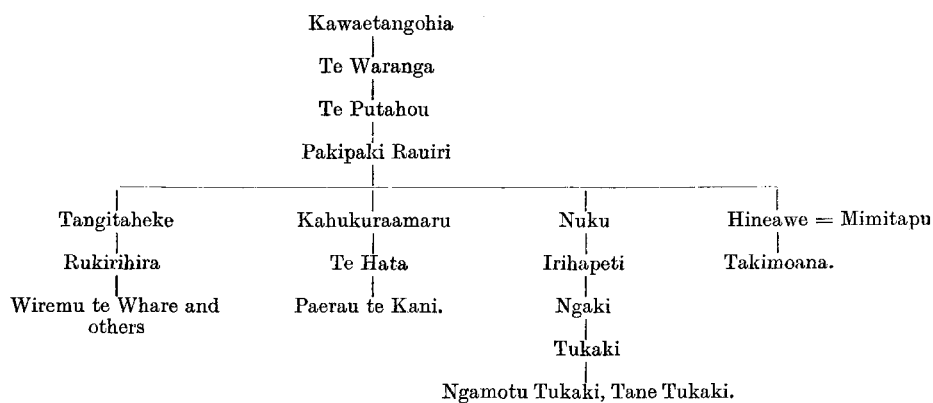 Kawaetangohia
Te Waranga
Te Putahou
Pakipaki Rauiri
Tangitaheke Kahukuraamaru Nuku Hineawe = Mimitapu
Rukirihira Te Hata Irihapeti Takimoana.
Wiremu te Whare and Paerau te Kani. Ngaki
others
Tukaki
Ngamotu Tukaki, Tane Tukaki.